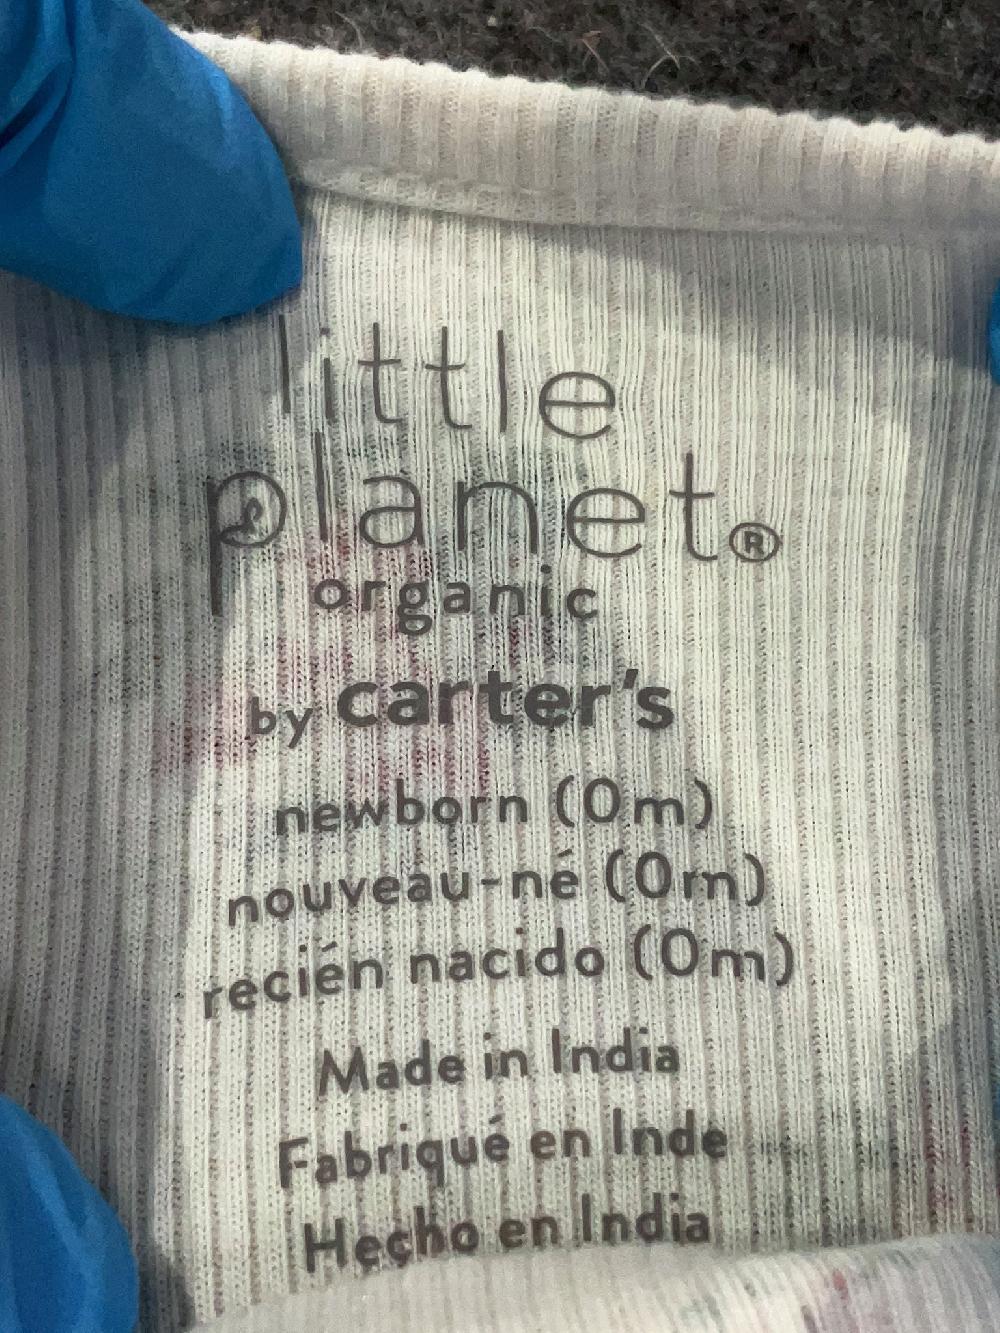 little
planet®
organic
by carter's
newborn (0m)
nouveau-né (0m)
recién nacido (0m)
Made in India
Fabriqué en Inde
Hecho en India